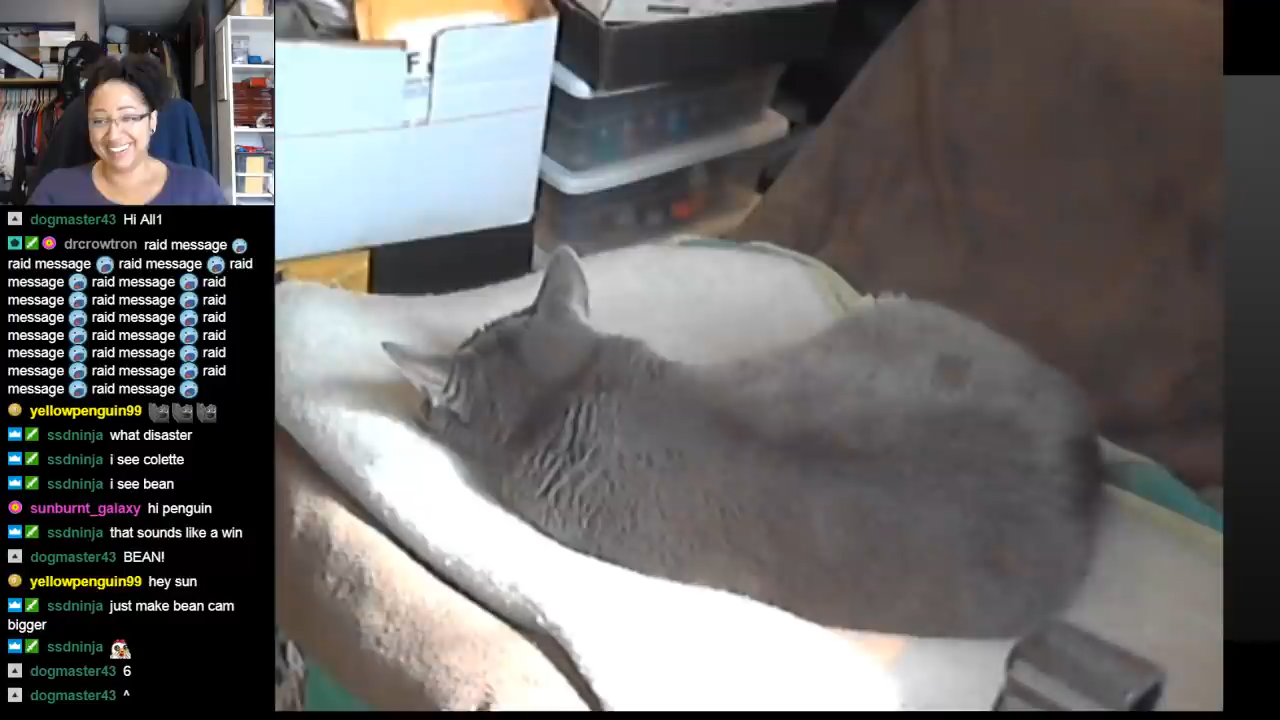 F
dogmaster43 Hi All1
drcrowtron raid message
raid message raid message raid
message raid message raid
message raid message raid
message raid message raid
message raid message raid
message raid message raid
message raid message raid
message raid message
yellowpenguin99
ssdninja what disaster
ssdninja i see colette
ssdninja i see bean
sunburnt_galaxy hi penguin
ssdninja that sounds like a win
dogmaster43 BEAN!
yellowpenguin99 hey sun
ssdninja just make bean cam
bigger
ssdninja
dogmaster43 6
dogmaster43 ^